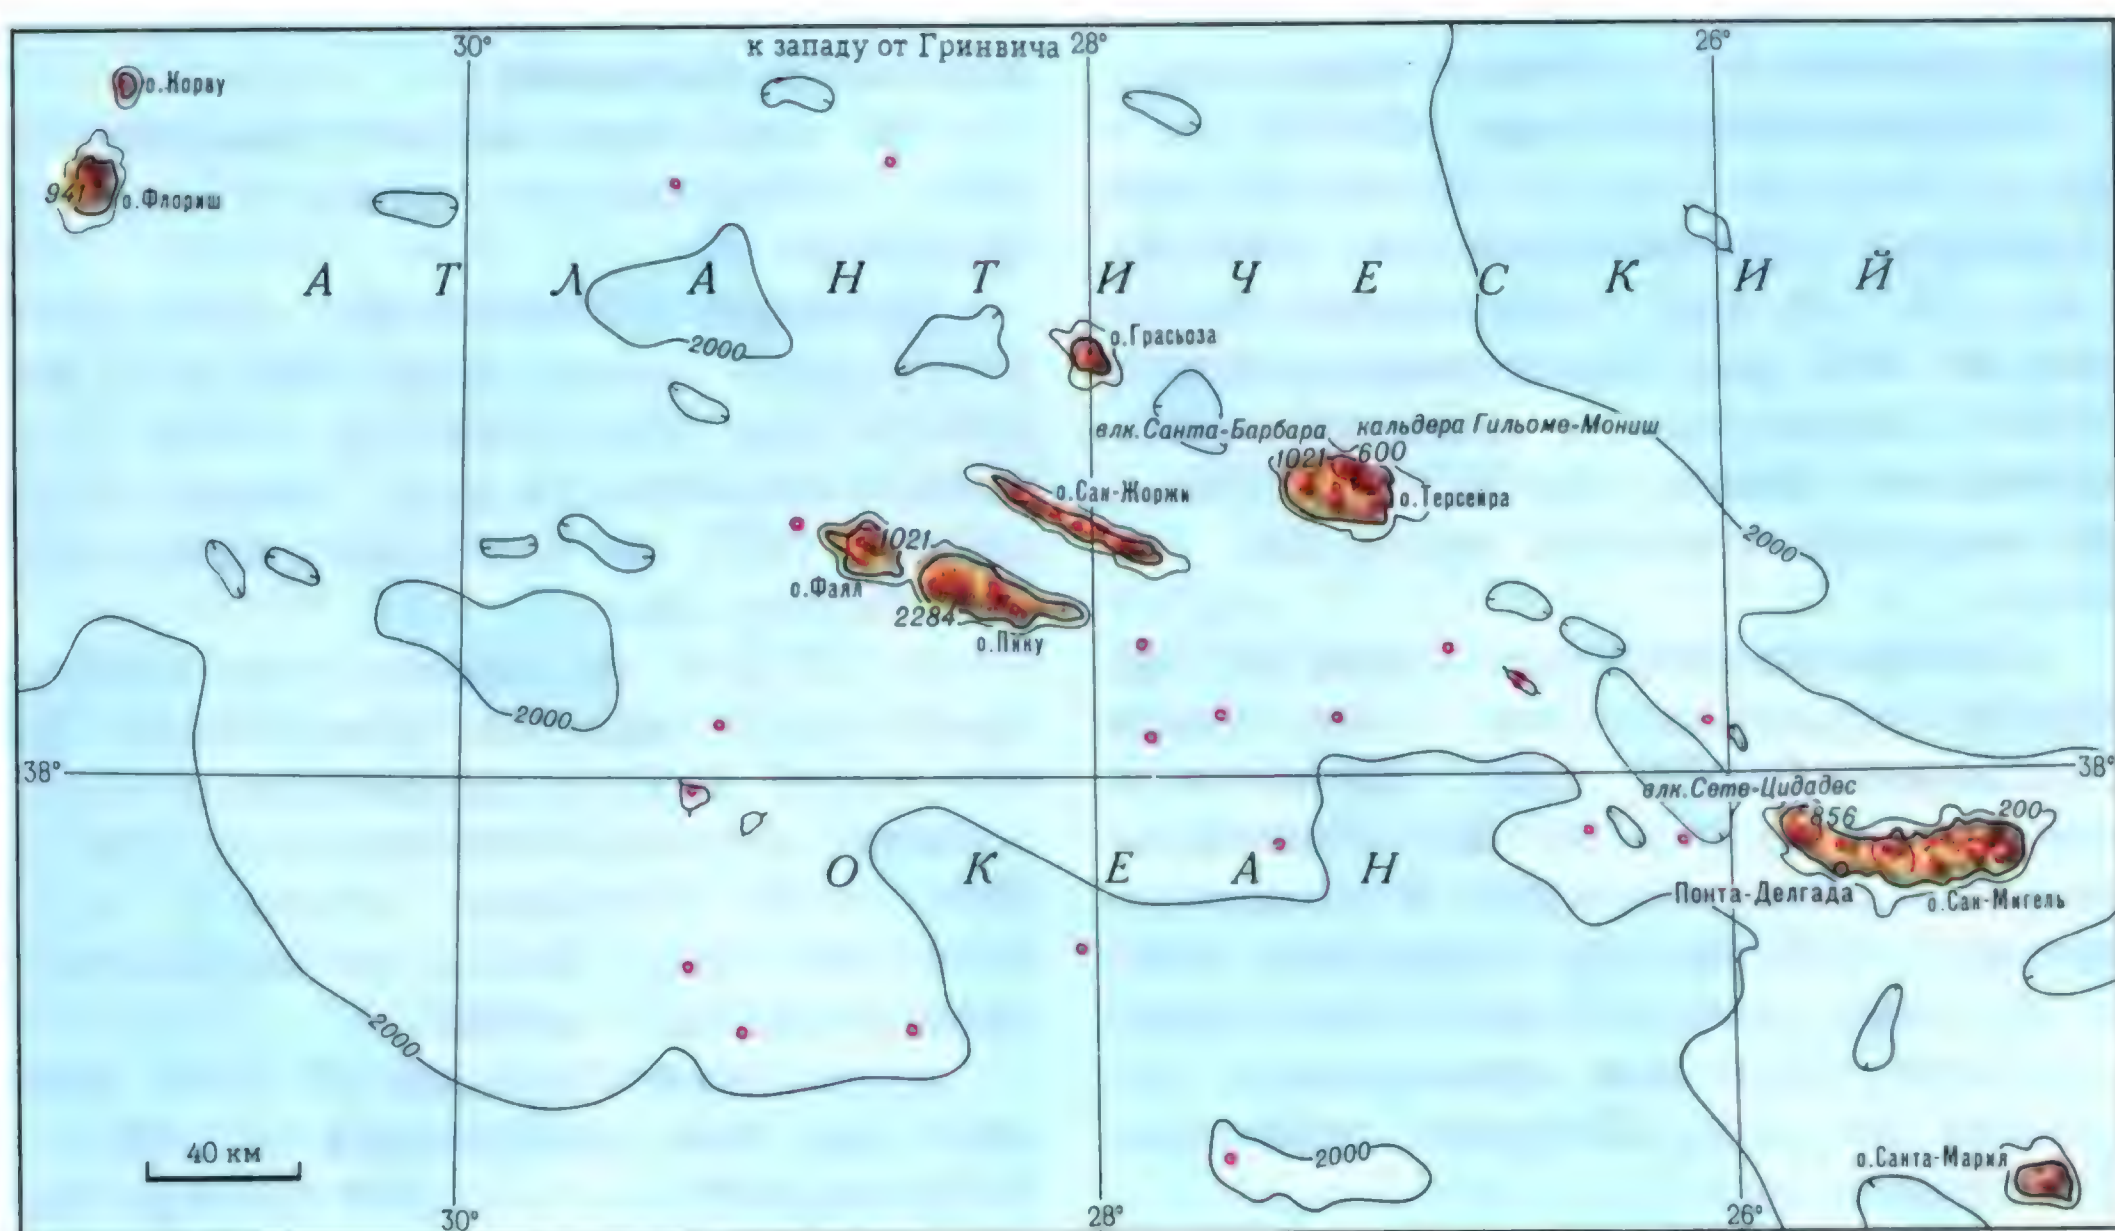 30°
к западу от Гринвича
28°
26°
о.Корву
941
о.Флориш
АТЛАНТИЧЕСКИЙ
2000
о.Грасьоза
влк.Санта-Барбара
кальдера Гильоме-Мониш
1021
600
о.Сан-Жоржи
о.Терсейра
1021
о.Фаял
2284
о.Пику
2000
2000
38°
38°
влк.Сете-Цидадес
856
200
ОКЕАН
Понта-Делгада
о.Сан-Мигель
2000
40 км
2000
о.Санта-Мария
30°
28°
26°